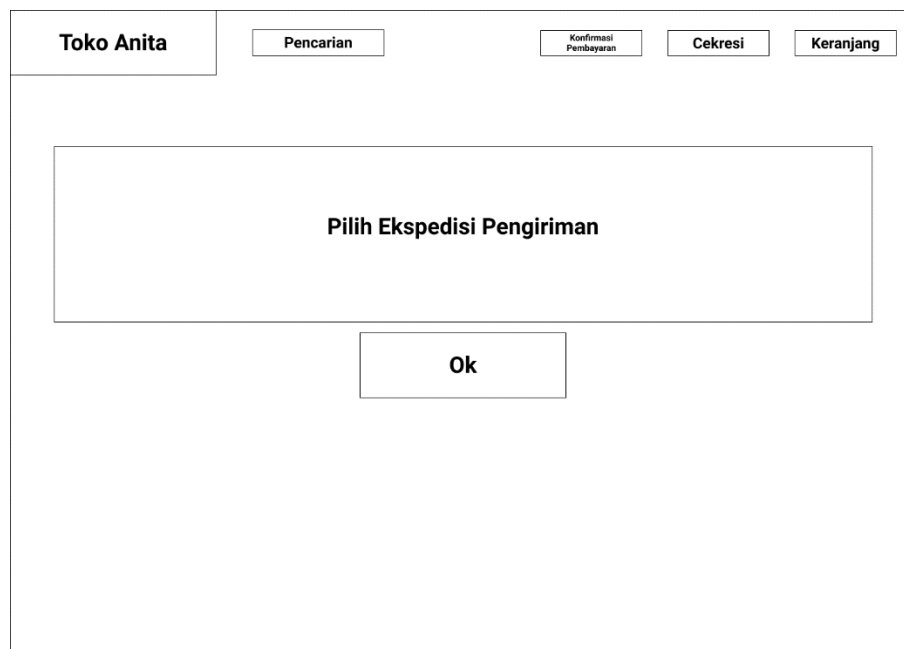 Toko Anita
Pencarian
Konfirmasi
Pembayaran
Cekresi
Keranjang
Pilih Ekspedisi Pengiriman
Ok